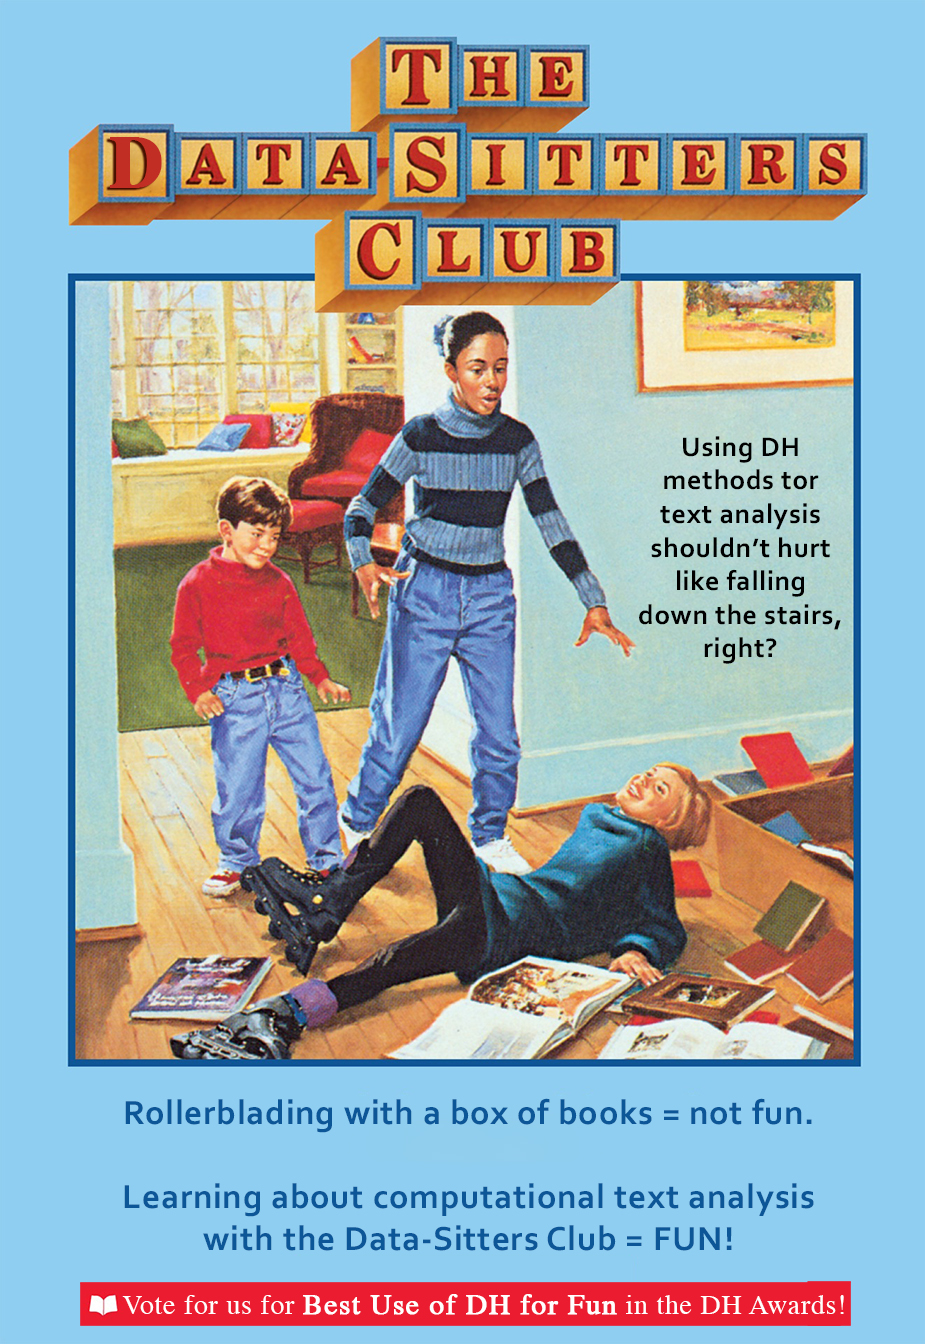 THE
DATA SITTERS
CLUB
Using DH
methods tor
text analysis
shouldn't hurt
like falling
down the stairs,
right?
Rollerblading with a box of books = not fun.
Learning about computational text analysis
with the Data-Sitters Club = FUN!
Vote for us for Best Use of DH for Fun in the DH Awards!